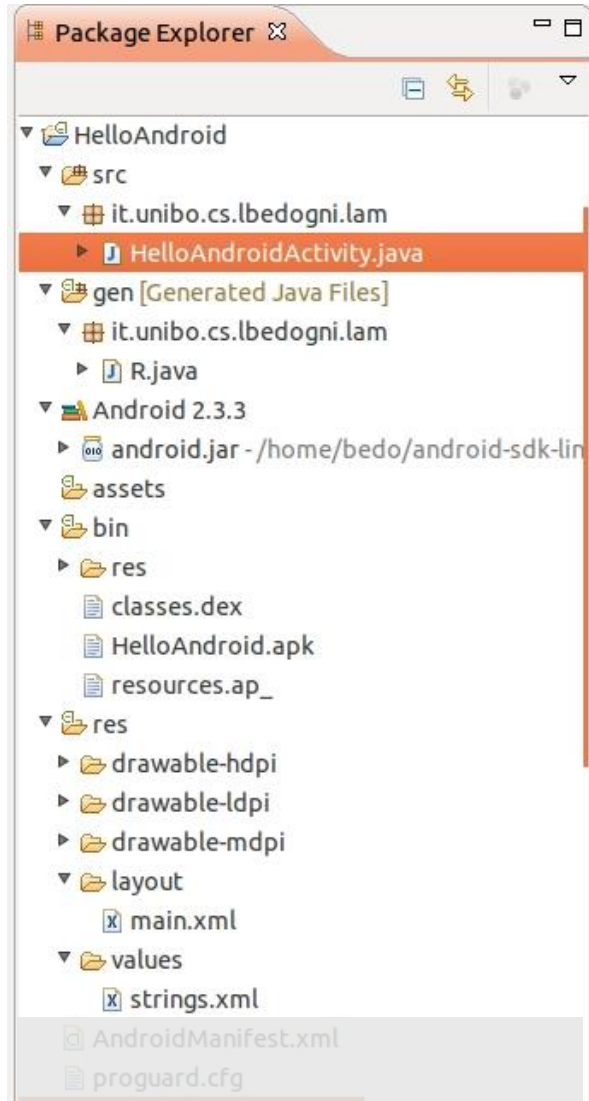 Package Explorer
HelloAndroid
src
it.unibo.cs.lbedogni.lam
HelloAndroidActivity.java
gen [Generated Java Files]
it.unibo.cs.lbedogni.lam
R.java
Android 2.3.3
android.jar - /home/bedo/android-sdk-lin
assets
bin
res
classes.dex
HelloAndroid.apk
resources.ap_
res
drawable-hdpi
drawable-ldpi
drawable-mdpi
layout
main.xml
values
strings.xml
AndroidManifest.xml
proguard.cfg